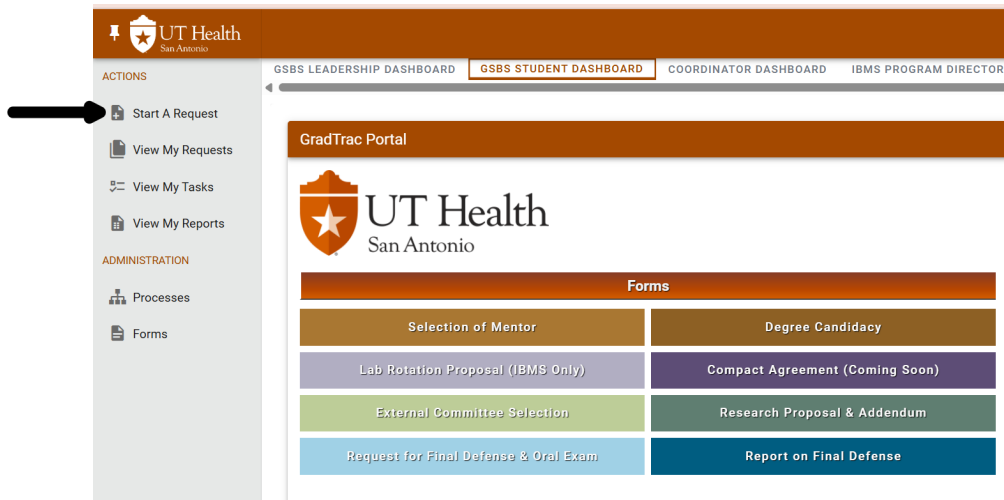 UT Health
San Antonio
ACTIONS
Start A Request
View My Requests
View My Tasks
View My Reports
ADMINISTRATION
Processes
Forms
GSBS LEADERSHIP DASHBOARD GSBS STUDENT DASHBOARD COORDINATOR DASHBOARD IBMS PROGRAM DIRECTOR
GradTrac Portal
UT Health
San Antonio
Forms
Selection of Mentor Degree Candidacy
Lab Rotation Proposal (IBMS Only) Compact Agreement (Coming Soon)
External Committee Selection Research Proposal & Addendum
Request for Final Defense & Oral Exam Report on Final Defense